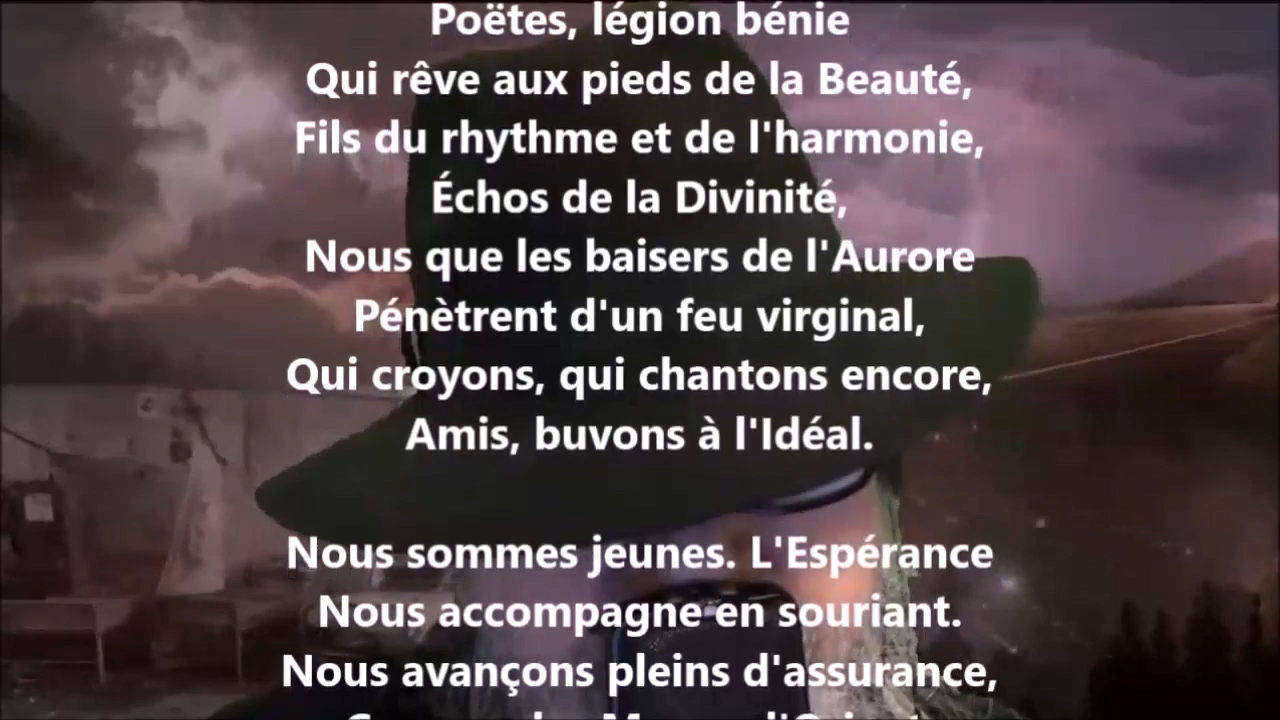 Poëtes, légion bénie
Qui rêve aux pieds de la Beauté,
Fils du rhythme et de l'harmonie,
Échos de la Divinité,
Nous que les baisers de l'Aurore
Pénètrent d'un feu virginal,
Qui croyons, qui chantons encore,
Amis, buvons à l'Idéal.
Nous sommes jeunes. L'Espérance
Nous accompagne en souriant.
Nous avançons pleins d'assurance,